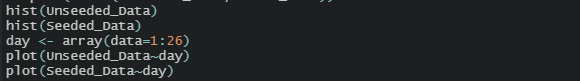 hist(Unseeded_Data)
hist(Seeded_Data)
day <- array(data=1:26)
plot(Unseeded_Data~day)
plot(Seeded_Data~day)